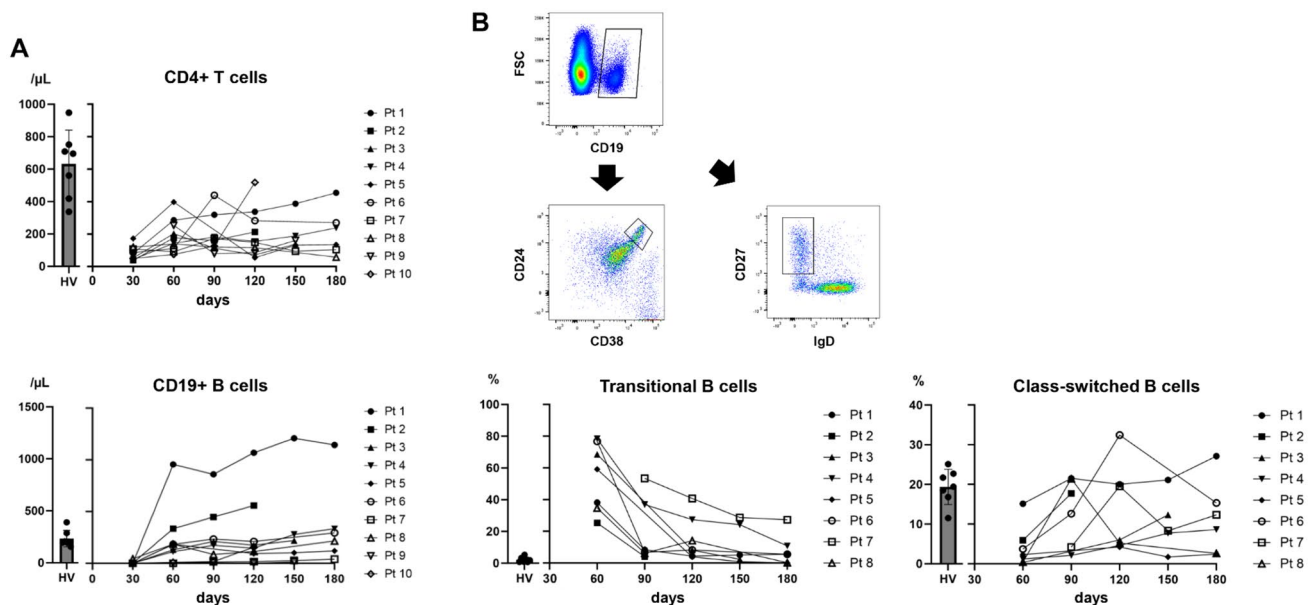 A
B
/µL
CD4+ T cells
1000
800
600
400
200
0
HV
0 30 60 90 120 150 180
days
Pt 1
Pt 2
Pt 3
Pt 4
Pt 5
Pt 6
Pt 7
Pt 8
Pt 9
Pt 10
FSC
200K
150K
100K
CD19
CD24
CD38
CD27
IgD
/µL
CD19+ B cells
1500
1000
500
0
HV
0 30 60 90 120 150 180
days
Pt 1
Pt 2
Pt 3
Pt 4
Pt 5
Pt 6
Pt 7
Pt 8
Pt 9
Pt 10
%
Transitional B cells
100
80
60
40
20
0
HV
30 60 90 120 150 180
days
Pt 1
Pt 2
Pt 3
Pt 4
Pt 5
Pt 6
Pt 7
Pt 8
%
Class-switched B cells
40
30
20
10
0
HV
30 60 90 120 150 180
days
Pt 1
Pt 2
Pt 3
Pt 4
Pt 5
Pt 6
Pt 7
Pt 8